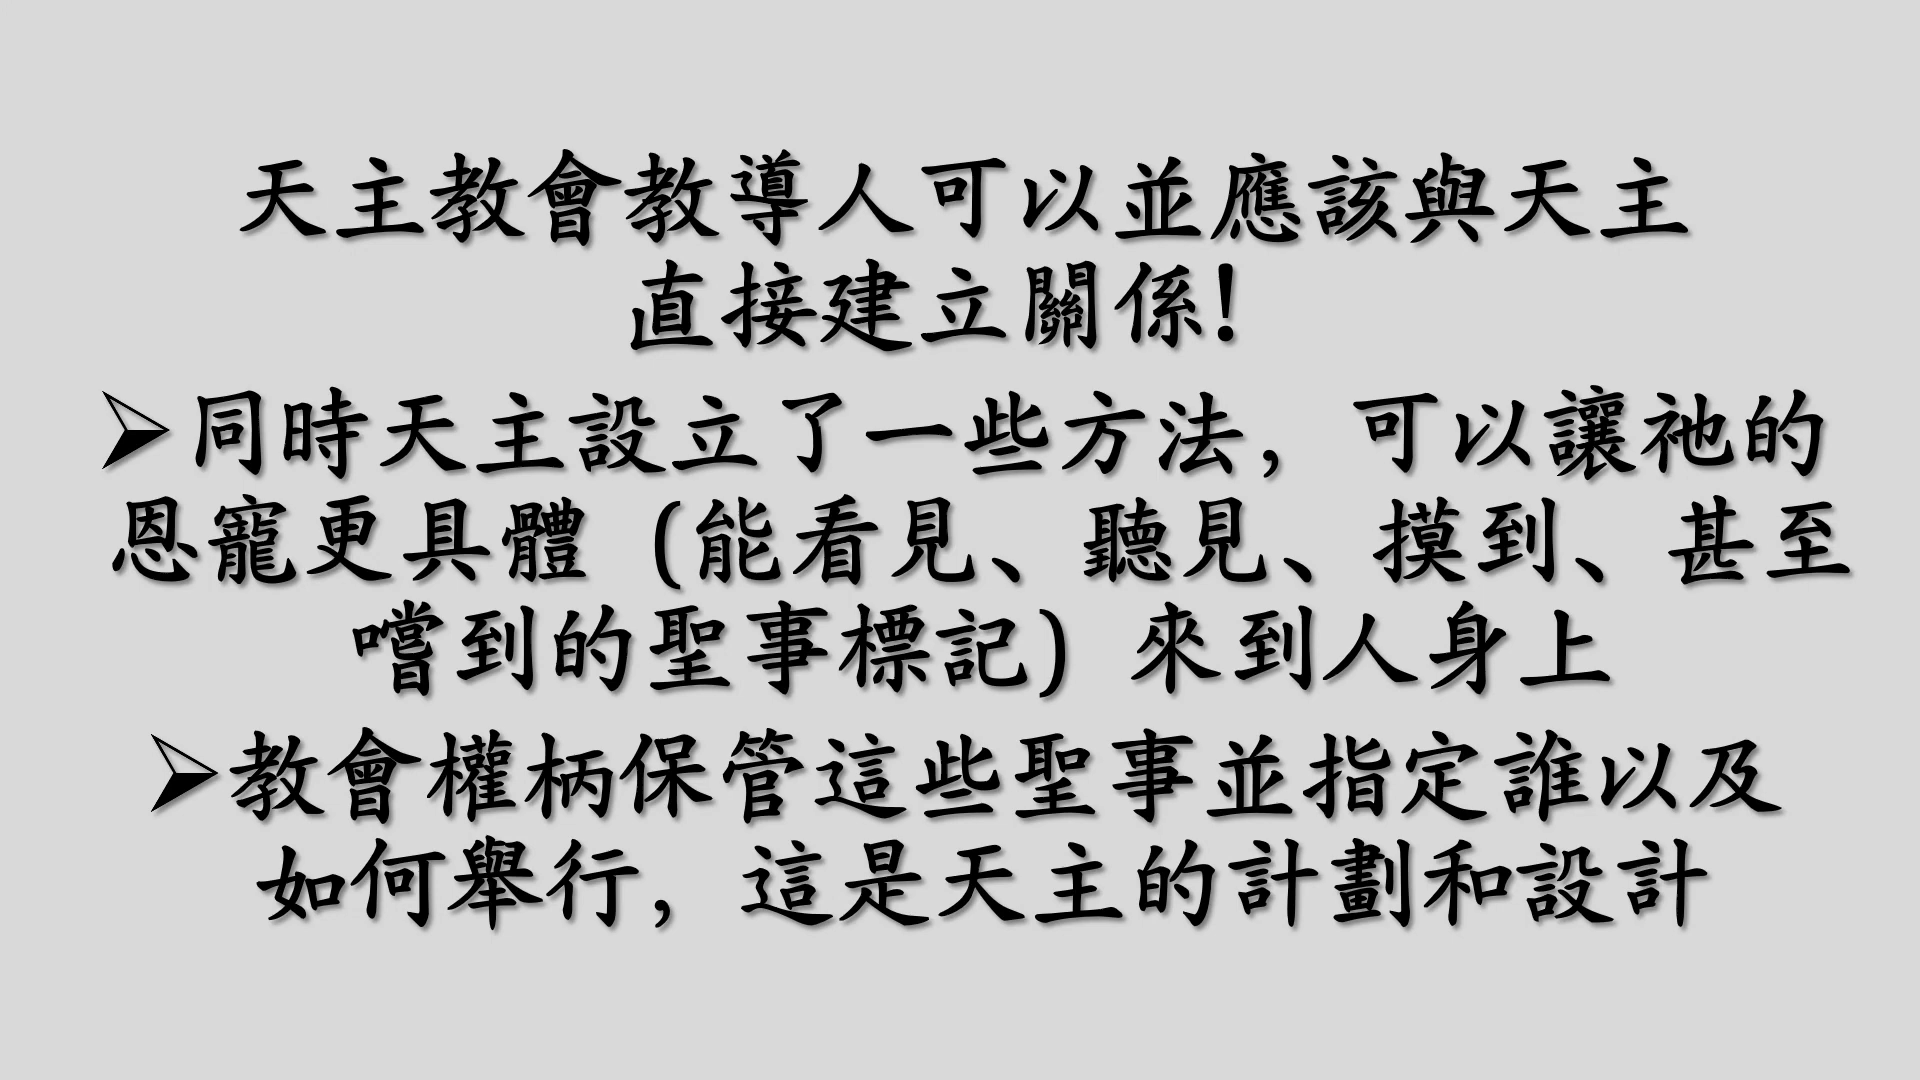 天主教會教導人可以並應該與天主
直接建立關係!
➢同時天主設立了一些方法，可以讓祂的
恩寵更具體（能看見、聽見、摸到、甚至
嚐到的聖事標記）來到人身上
➢教會權柄保管這些聖事並指定誰以及
如何舉行，這是天主的計劃和設計